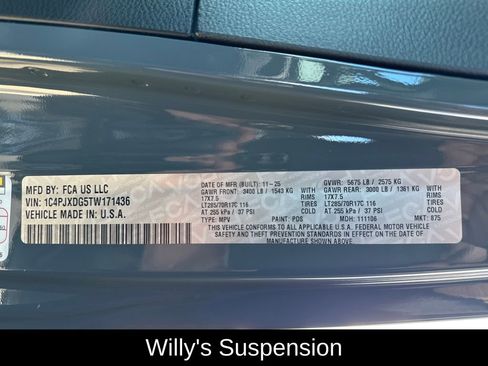 MFD BY: FCA US LLC
VIN: 1C4PJXDG5TW171436
VEHICLE MADE IN: U.S.A.
DATE OF MFR (BUILT): 11-25 GVWR: 5675 LB / 2575 KG
GAWR FRONT: 3400 LB / 1543 KG GAWR REAR: 3000 LB / 1361 KG
17X7.5 RIMS 17X7.5 RIMS
LT285/70R17C 116 TIRES LT285/70R17C 116 TIRES
AT 255 kPa / 37 PSI AT 255 kPa / 37 PSI
TYPE: MPV PAINT: PDS MDH: 111106 MKT: 875
THIS VEHICLE CONFORMS TO ALL APPLICABLE U.S.A. FEDERAL MOTOR VEHICLE
SAFETY AND THEFT PREVENTION STANDARDS IN EFFECT ON THE DATE OF
MANUFACTURE SHOWN ABOVE.
Willy's Suspension